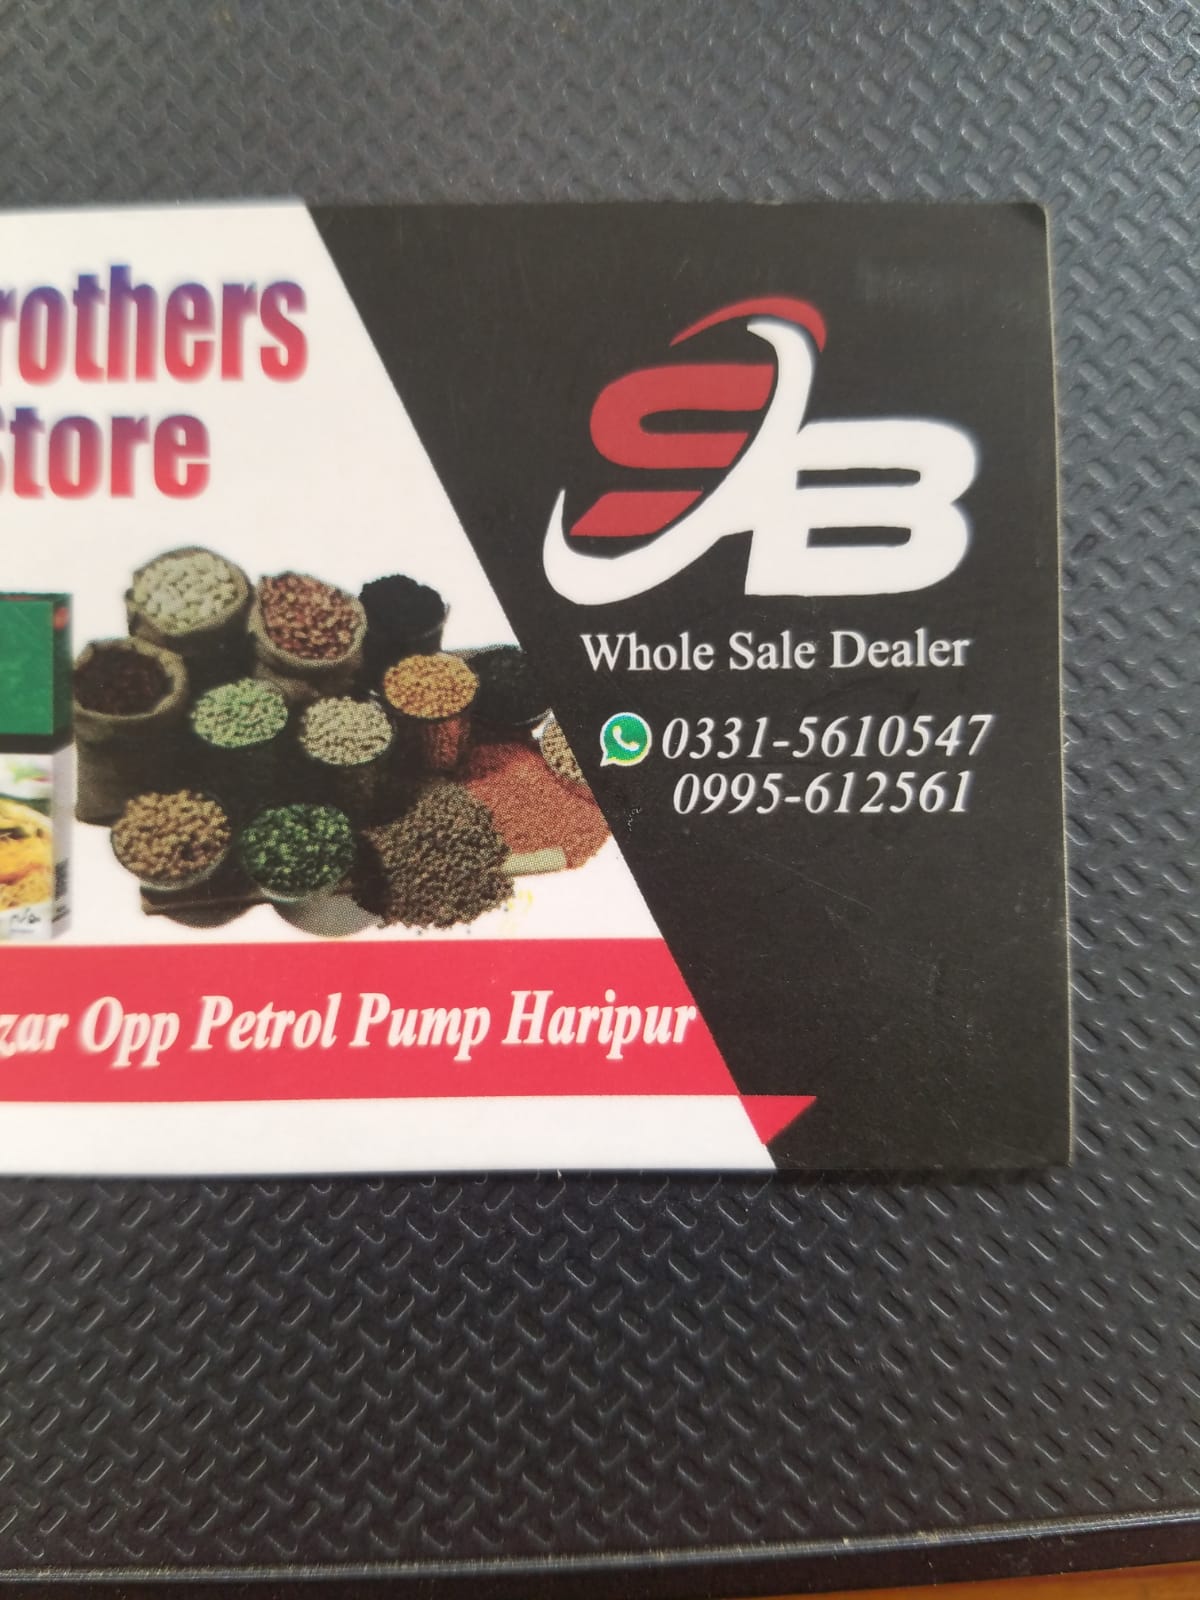 rothers
Store
SB
Whole Sale Dealer
0331-5610547
0995-612561
zar Opp Petrol Pump Haripur